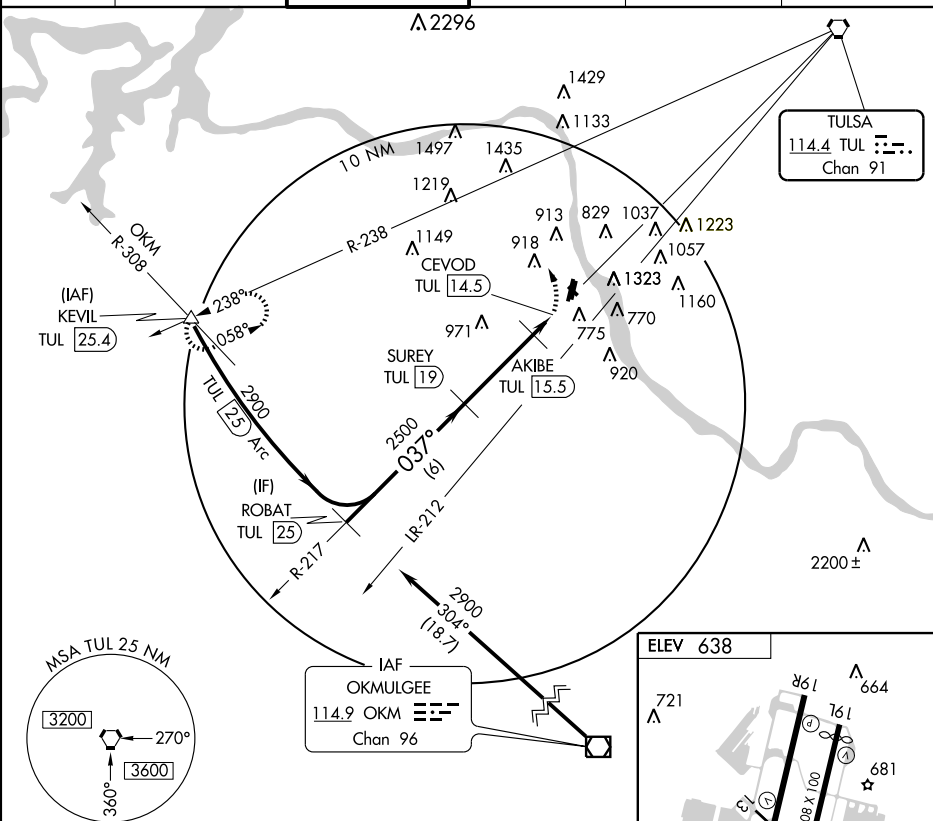 2296
1429
1133
10 NM
1497
1435
1219
TULSA
114.4 TUL
Chan 91
R-238
1149
913
829
1037
1223
918
1057
1323
1160
OKM
R-308
CEVOD
TUL 14.5
(IAF)
KEVIL
TUL 25.4
238°
058°
971
775
770
920
SUREY
TUL 19
AKIBE
TUL 15.5
2900
TUL 25 Arc
2500
037°
(6)
(IF)
ROBAT
TUL 25
R-217
LR-212
2200 ±
2900
304°
(18.7)
MSA TUL 25 NM
3200
270°
3600
360°
IAF
OKMULGEE
114.9 OKM
Chan 96
ELEV 638
721
19R
19L
664
P
V
681
13
V
08 X 100